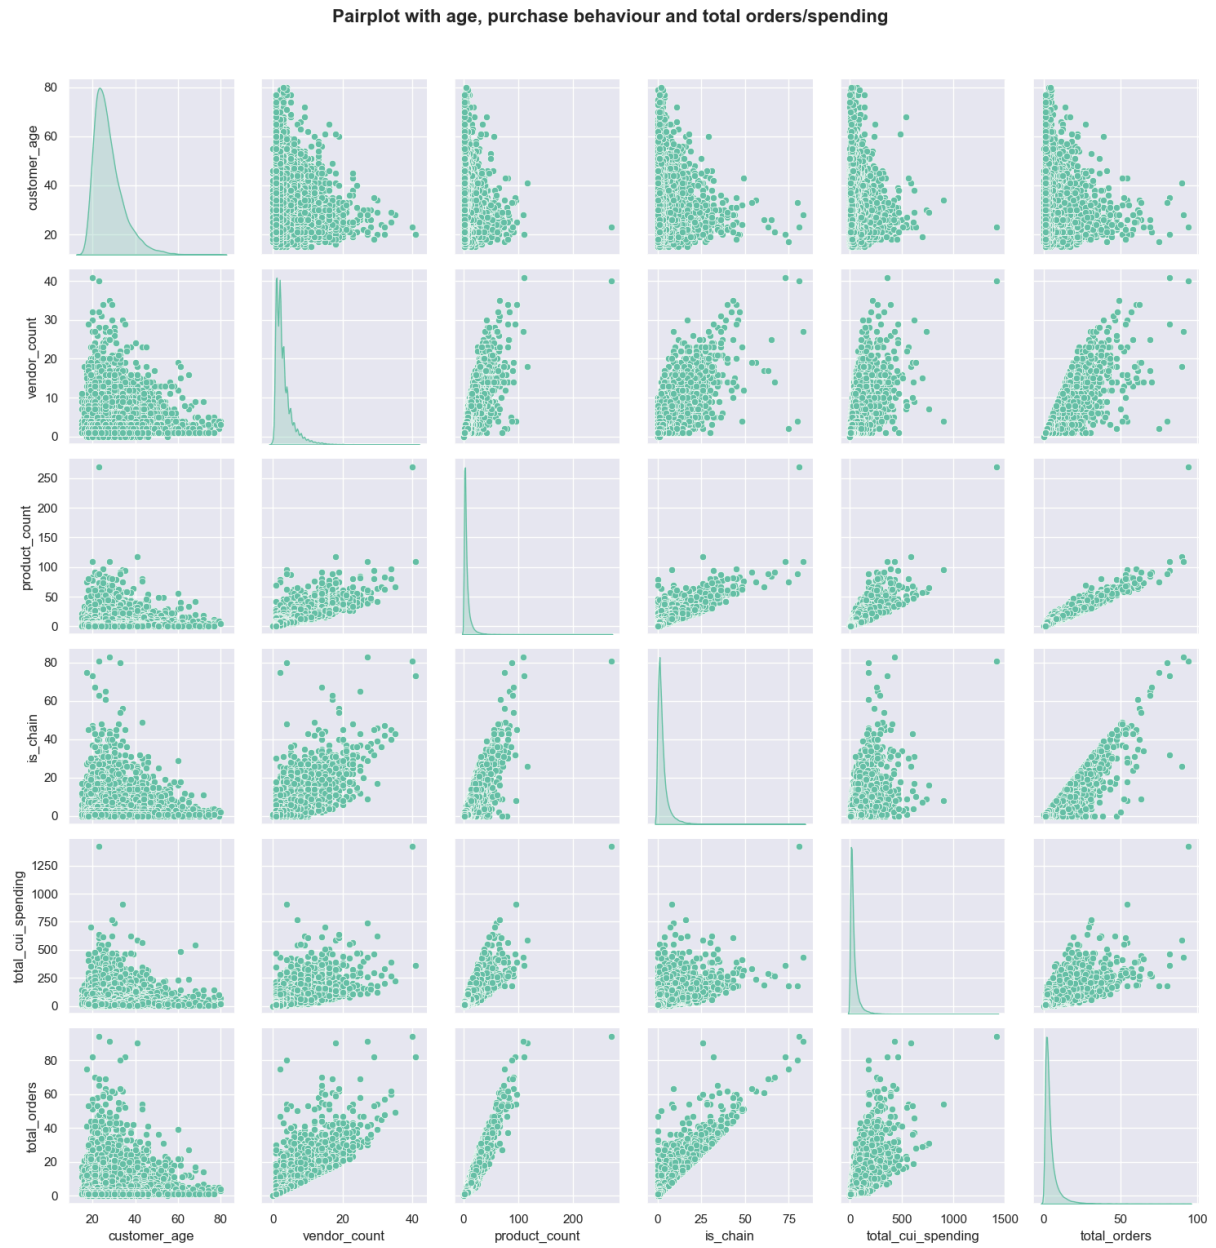 Pairplot with age, purchase behaviour and total orders/spending
80
60
40
20
customer_age
40
30
20
10
0
vendor_count
250
200
150
100
50
0
product_count
80
60
40
20
0
is_chain
1250
1000
750
500
250
0
total_cui_spending
80
60
40
20
0
total_orders
20 40 60 80
customer_age
0 20 40
vendor_count
0 100 200
product_count
0 25 50 75
is_chain
0 500 1000 1500
total_cui_spending
0 50 100
total_orders